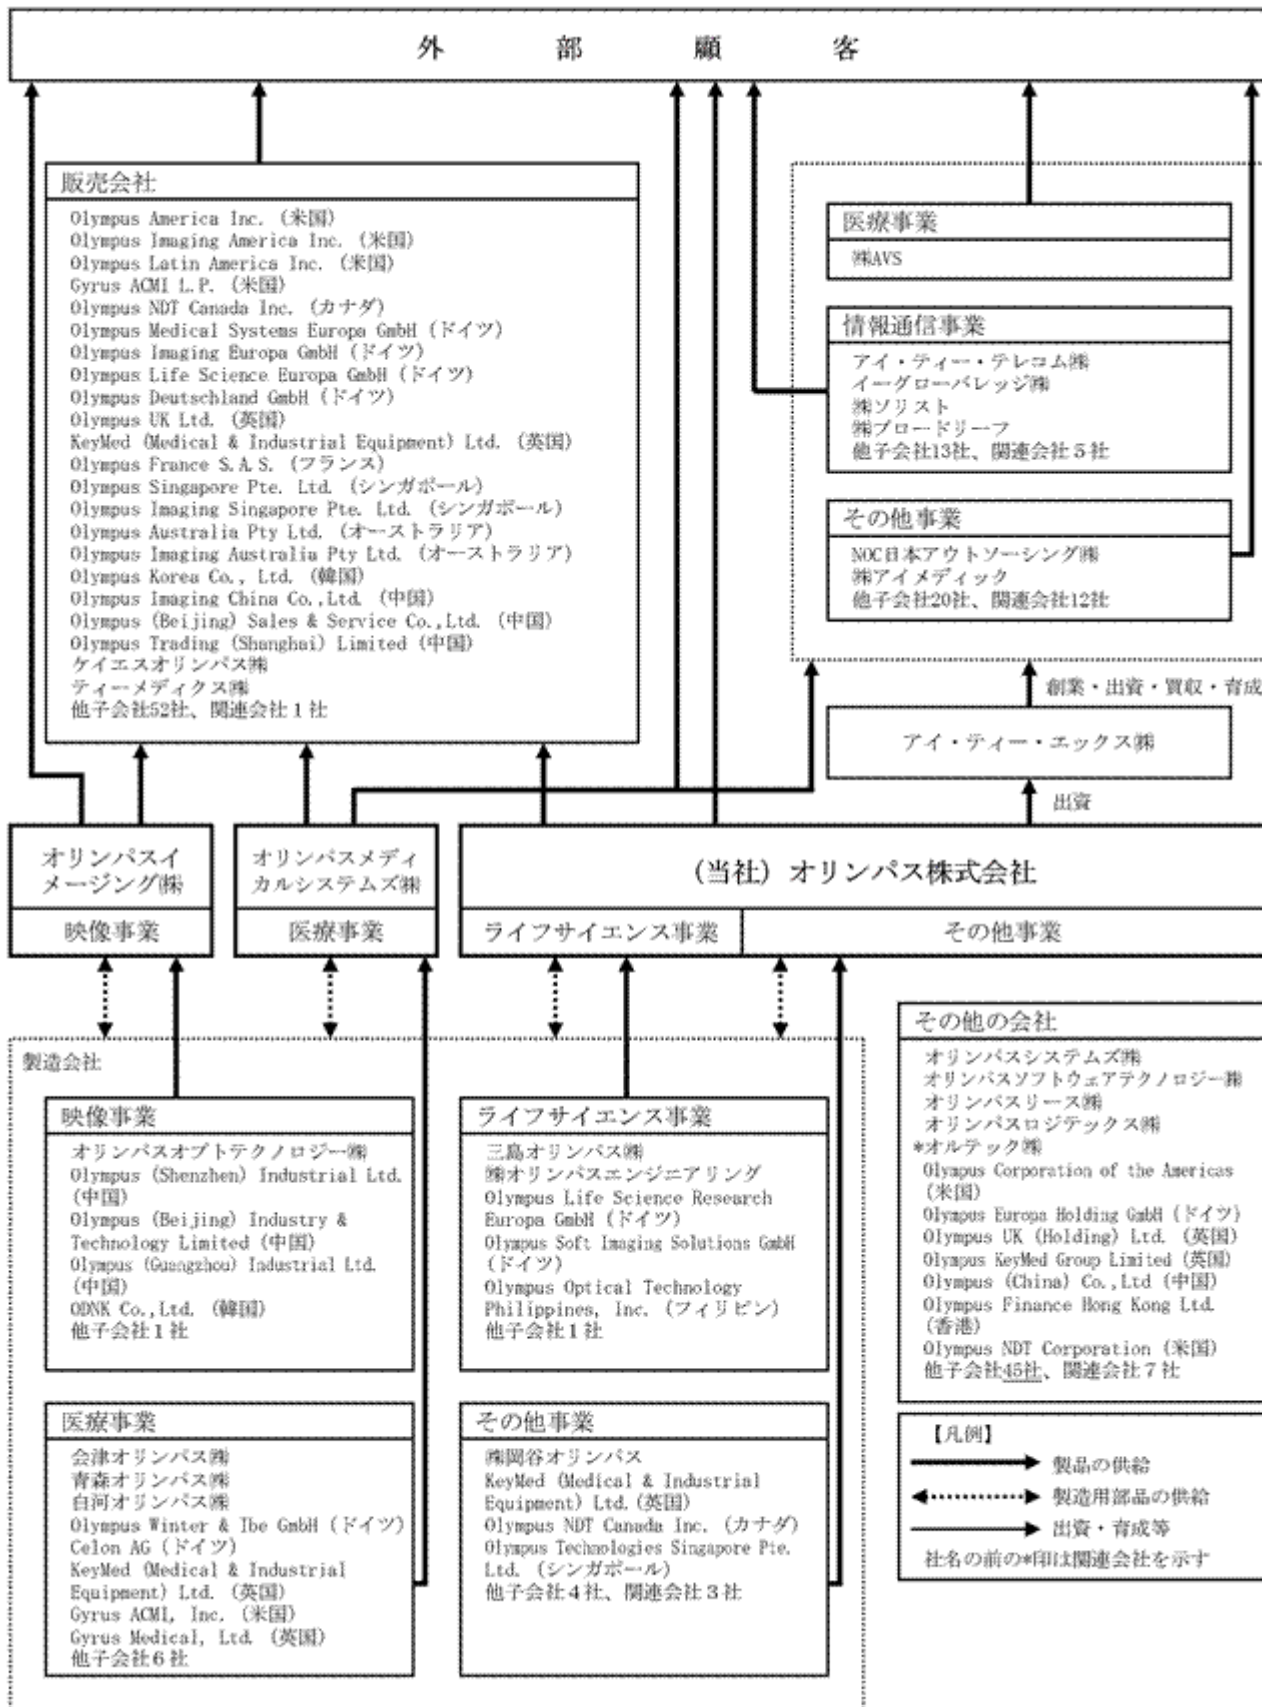 外部顧客
販売会社
Olympus America Inc. (米国)
Olympus Imaging America Inc. (米国)
Olympus Latin America Inc. (米国)
Gyrus ACMI L.P. (米国)
Olympus NDT Canada Inc. (カナダ)
Olympus Medical Systems Europa GmbH (ドイツ)
Olympus Imaging Europa GmbH (ドイツ)
Olympus Life Science Europa GmbH (ドイツ)
Olympus Deutschland GmbH (ドイツ)
Olympus UK Ltd. (英国)
KeyMed (Medical & Industrial Equipment) Ltd. (英国)
Olympus France S.A.S. (フランス)
Olympus Singapore Pte. Ltd. (シンガポール)
Olympus Imaging Singapore Pte. Ltd. (シンガポール)
Olympus Australia Pty Ltd. (オーストラリア)
Olympus Imaging Australia Pty Ltd. (オーストラリア)
Olympus Korea Co., Ltd. (韓国)
Olympus Imaging China Co.,Ltd. (中国)
Olympus (Beijing) Sales & Service Co.,Ltd. (中国)
Olympus Trading (Shanghai) Limited (中国)
ケイエスオリンパス㈱
ティーメディクス㈱
他子会社52社、関連会社1社
医療事業
㈱AVS
情報通信事業
アイ・ティー・テレコム㈱
イーグローバレッジ㈱
㈱ソリスト
㈱ブロードリーフ
他子会社13社、関連会社5社
その他事業
NOC日本アウトソーシング㈱
㈱アイメディック
他子会社20社、関連会社12社
創業・出資・買収・育成
アイ・ティー・エックス㈱
出資
オリンパスイ
メージング㈱
映像事業
オリンパスメディ
カルシステムズ㈱
医療事業
(当社) オリンパス株式会社
ライフサイエンス事業
その他事業
製造会社
映像事業
オリンパスオプトテクノロジー㈱
Olympus (Shenzhen) Industrial Ltd.
(中国)
Olympus (Beijing) Industry &
Technology Limited (中国)
Olympus (Guangzhou) Industrial Ltd.
(中国)
ODNK Co.,Ltd. (韓国)
他子会社1社
ライフサイエンス事業
三島オリンパス㈱
㈱オリンパスエンジニアリング
Olympus Life Science Research
Europa GmbH (ドイツ)
Olympus Soft Imaging Solutions GmbH
(ドイツ)
Olympus Optical Technology
Philippines, Inc. (フィリピン)
他子会社1社
医療事業
会津オリンパス㈱
青森オリンパス㈱
白河オリンパス㈱
Olympus Winter & Ibe GmbH (ドイツ)
Celon AG (ドイツ)
KeyMed (Medical & Industrial
Equipment) Ltd. (英国)
Gyrus ACMI, Inc. (米国)
Gyrus Medical, Ltd. (英国)
他子会社6社
その他事業
㈱岡谷オリンパス
KeyMed (Medical & Industrial
Equipment) Ltd. (英国)
Olympus NDT Canada Inc. (カナダ)
Olympus Technologies Singapore Pte.
Ltd. (シンガポール)
他子会社4社、関連会社3社
その他の会社
オリンパスシステムズ㈱
オリンパスソフトウェアテクノロジー㈱
オリンパスリース㈱
オリンパスロジテックス㈱
*オルテック㈱
Olympus Corporation of the Americas
(米国)
Olympus Europa Holding GmbH (ドイツ)
Olympus UK (Holding) Ltd. (英国)
Olympus KeyMed Group Limited (英国)
Olympus (China) Co.,Ltd (中国)
Olympus Finance Hong Kong Ltd.
(香港)
Olympus NDT Corporation (米国)
他子会社45社、関連会社7社
【凡例】
製品の供給
製造用部品の供給
出資・育成等
社名の前の*印は関連会社を示す